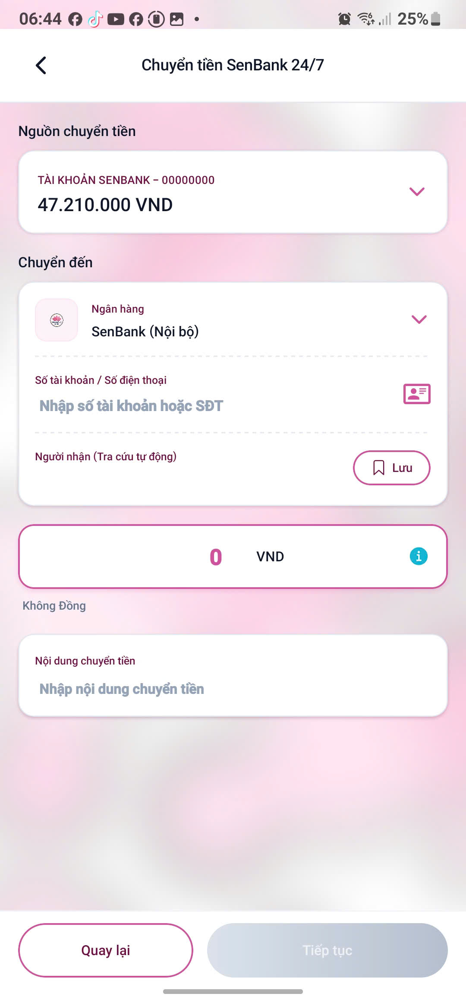 06:44
25%
Chuyển tiền SenBank 24/7
Nguồn chuyển tiền
TÀI KHOẢN SENBANK – 00000000
47.210.000 VND
Chuyển đến
Ngân hàng
SenBank (Nội bộ)
Số tài khoản / Số điện thoại
Nhập số tài khoản hoặc SĐT
Người nhận (Tra cứu tự động)
Lưu
0 VND
Không Đồng
Nội dung chuyển tiền
Nhập nội dung chuyển tiền
Quay lại
Tiếp tục